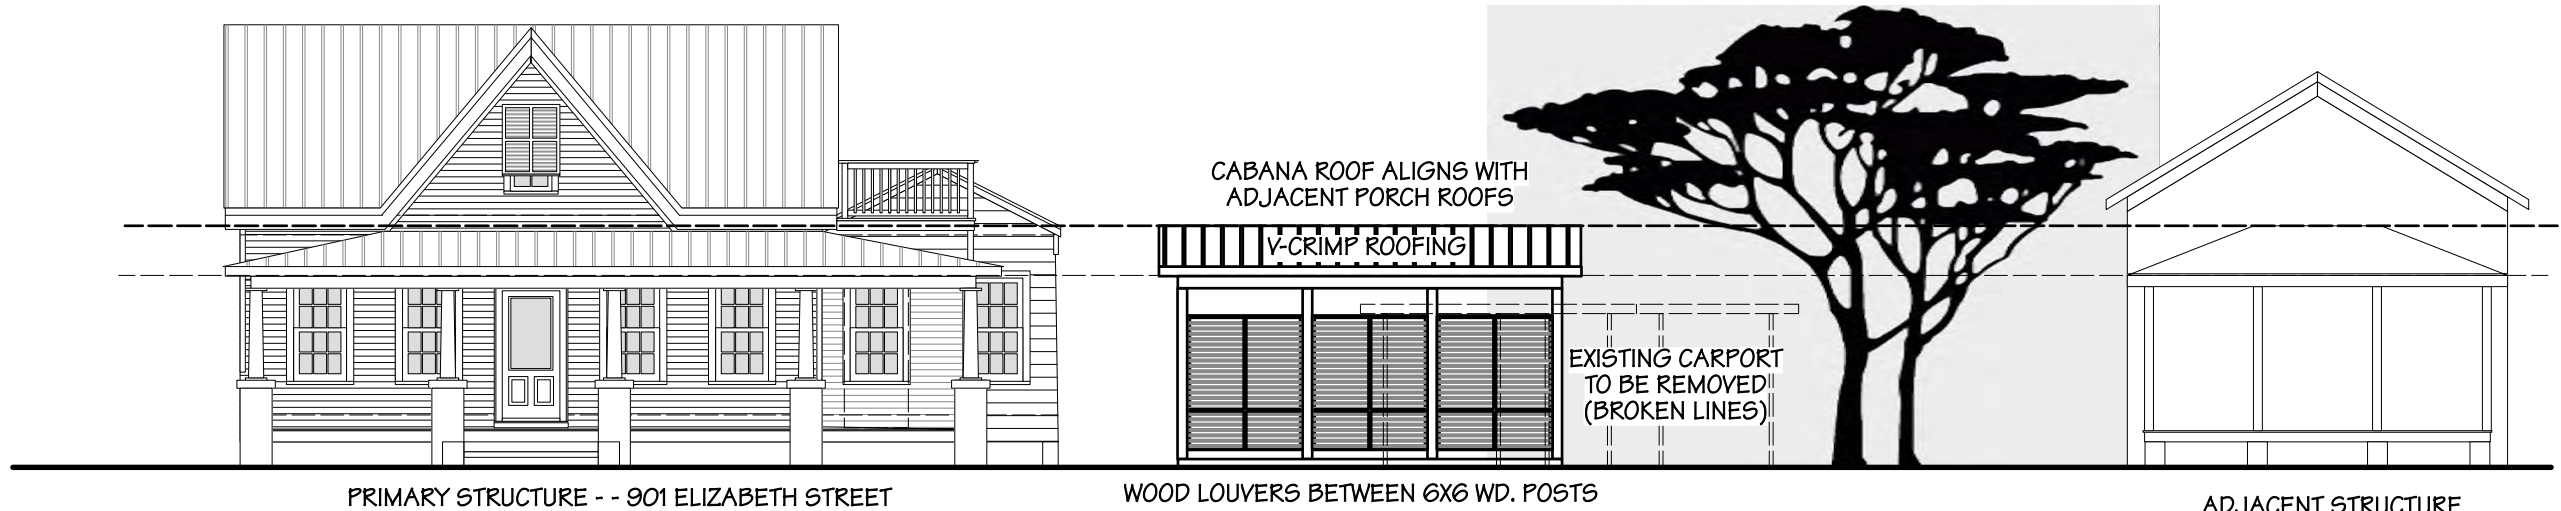 CABANA ROOF ALIGNS WITH
ADJACENT PORCH ROOFS
V-CRIMP ROOFING
EXISTING CARPORT
TO BE REMOVED
(BROKEN LINES)
PRIMARY STRUCTURE - - 901 ELIZABETH STREET
WOOD LOUVERS BETWEEN 6X6 WD. POSTS
ADJACENT STRUCTURE